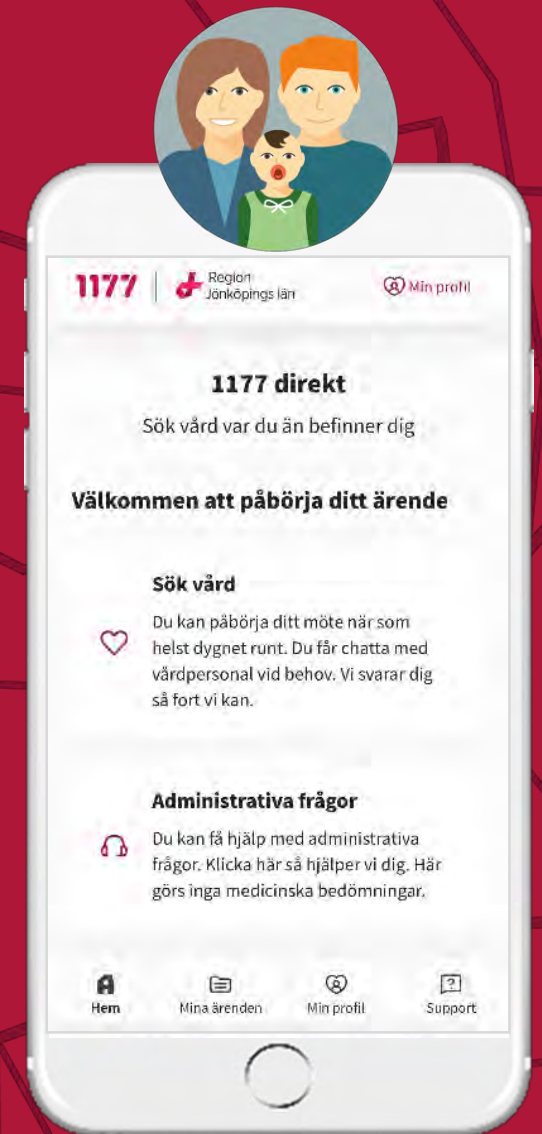 1177
Region
Jönköpings län
Min profil
1177 direkt
Sök vård var du än befinner dig
Välkommen att påbörja ditt ärende
Sök vård
Du kan påbörja ditt möte när som
helst dygnet runt. Du får chatta med
vårdpersonal vid behov. Vi svarar dig
så fort vi kan.
Administrativa frågor
Du kan få hjälp med administrativa
frågor. Klicka här så hjälper vi dig. Här
görs inga medicinska bedömningar.
Hem
Mina ärenden
Min profil
Support